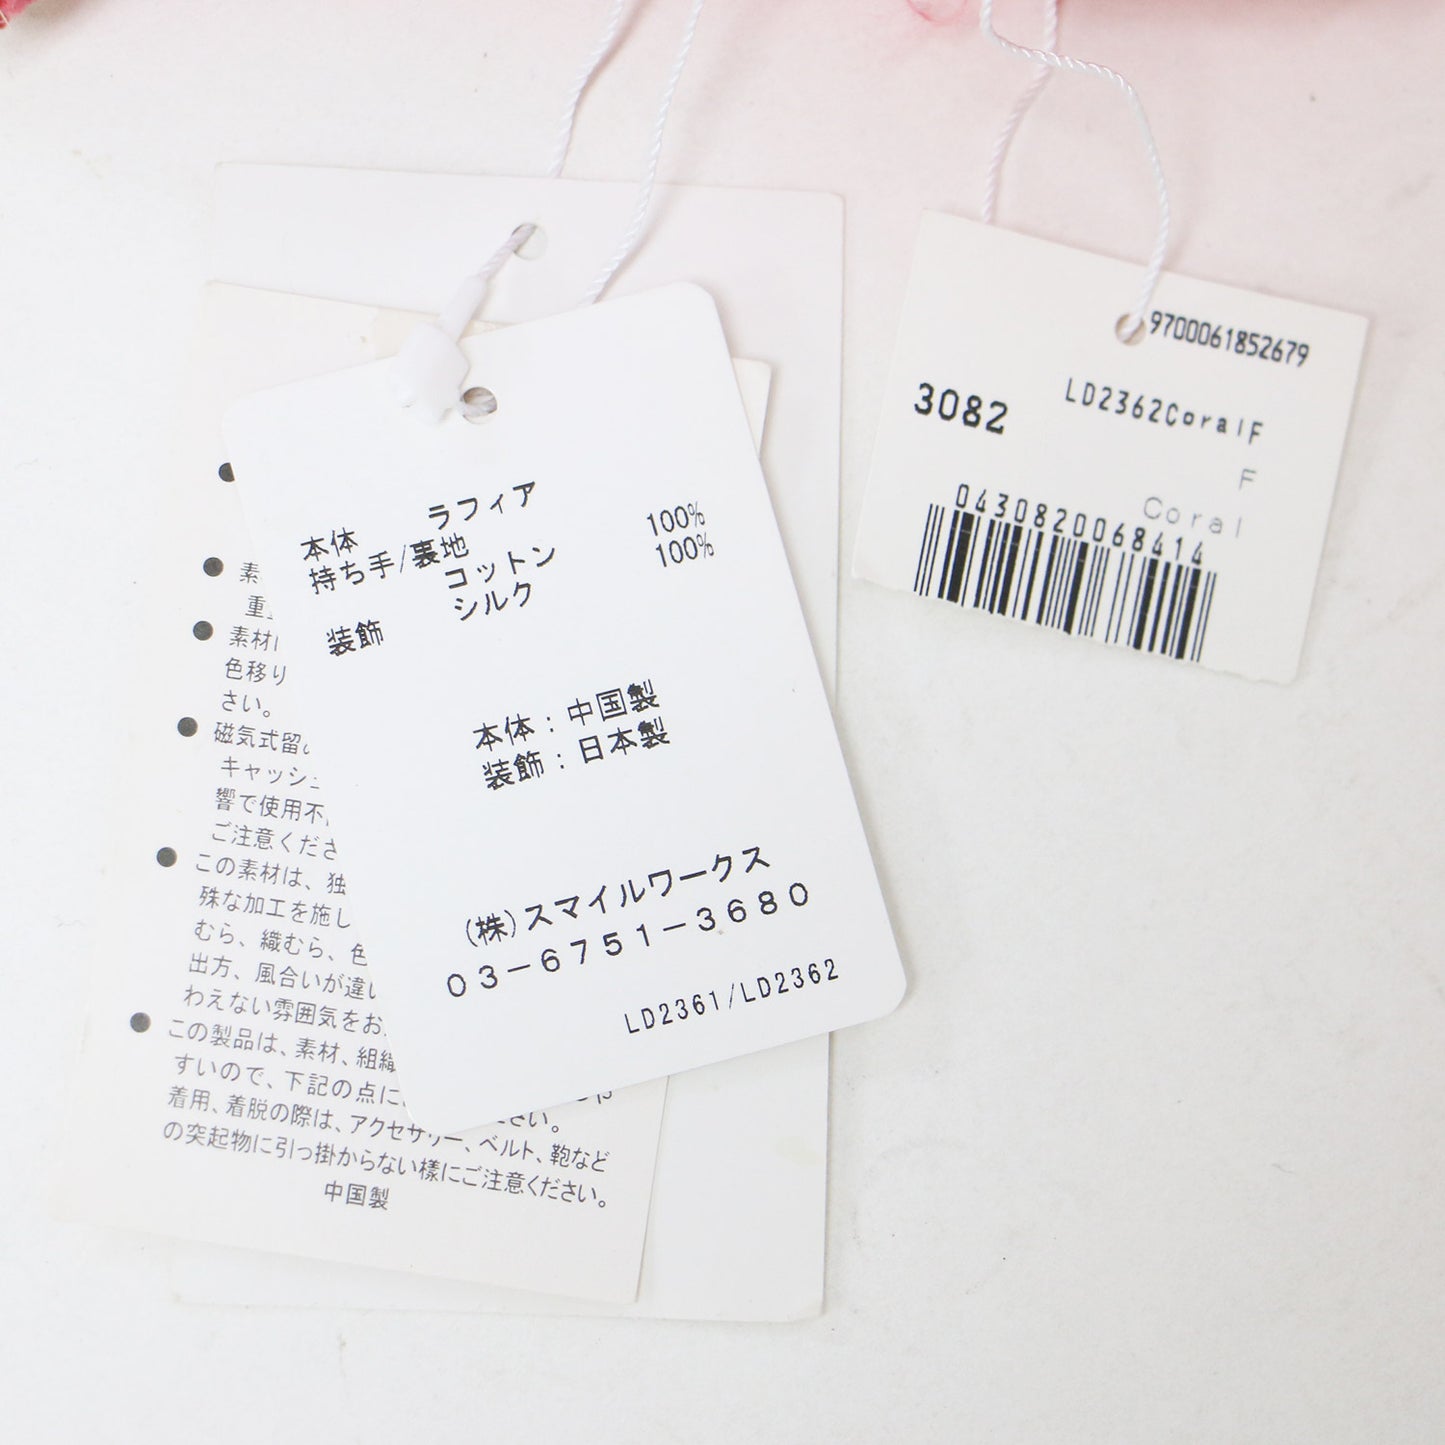 本体 ラフィア
持ち手/裏地
コットン 100%
装飾 シルク 100%
本体:中国製
装飾:日本製
(株)スマイルワークス
03-6751-3680
LD2361/LD2362
9700061852679
3082 LD2362CoralF
F
Coral
0430820068414
● 素
重
● 素材
色移り
さい。
● 磁気式留
キャッシ
響で使用不
ご注意くださ
● この素材は、独
殊な加工を施し
むら、織むら、色
出方、風合いが違い
わえない雰囲気をお
● この製品は、素材、組織
すいので、下記の点に
さい。
着用、着脱の際は、アクセサリー、ベルト、鞄など
の突起物に引っ掛からない様にご注意ください。
中国製